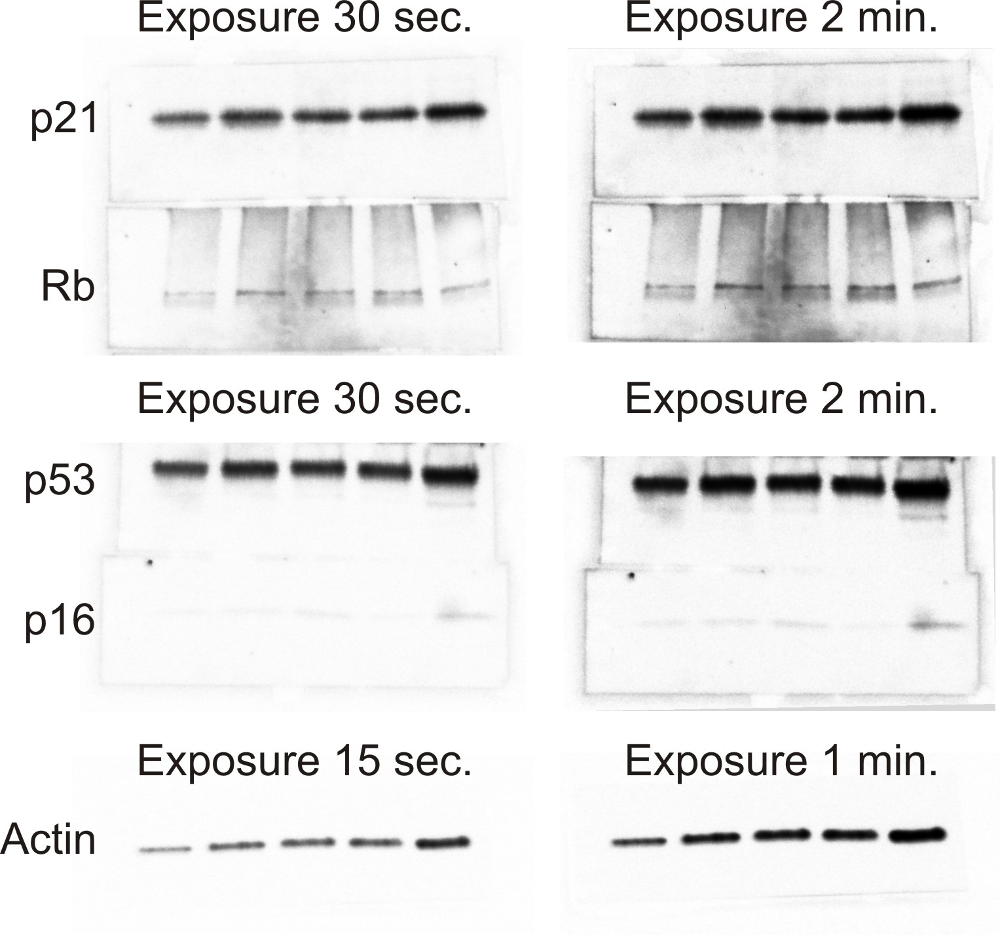 Exposure 30 sec.
Exposure 2 min.
p21
Rb
Exposure 30 sec.
Exposure 2 min.
p53
p16
Exposure 15 sec.
Exposure 1 min.
Actin